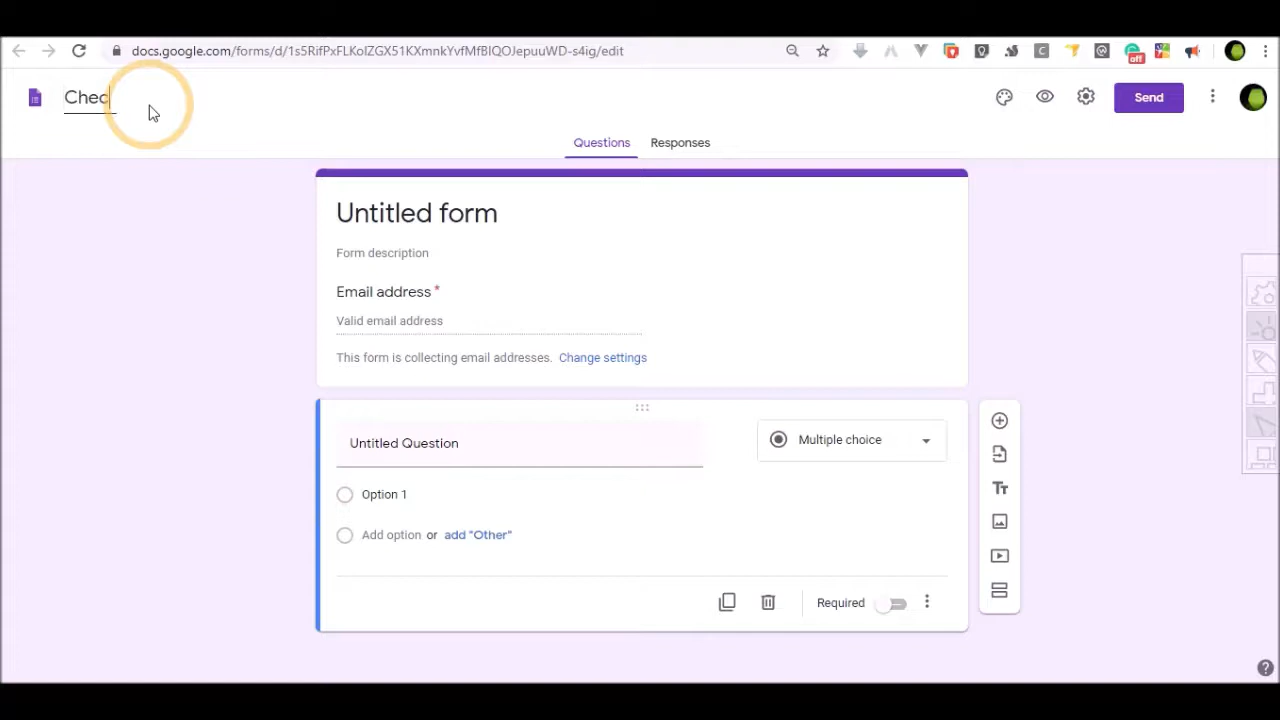 docs.google.com/forms/d/1s5RifPxFLKoIZGX51KXmnkYvfMfBIQOJepuuWD-s4ig/edit
off
Chec
Send
Questions Responses
Untitled form
Form description
Email address *
Valid email address
This form is collecting email addresses. Change settings
Untitled Question
Multiple choice
Option 1
Add option or add "Other"
Required